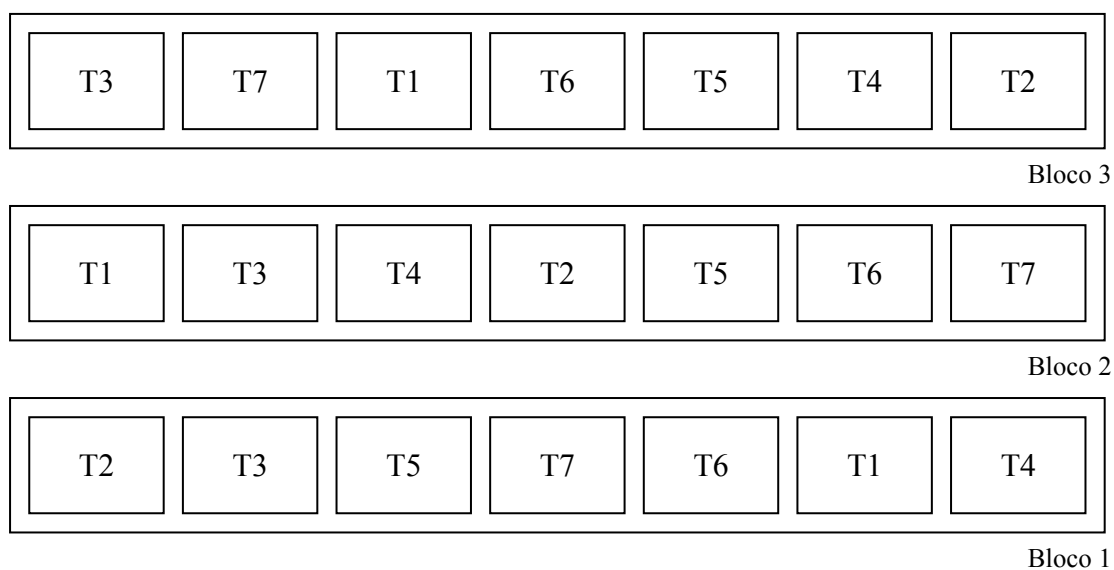 T3 T7 T1 T6 T5 T4 T2
Bloco 3
T1 T3 T4 T2 T5 T6 T7
Bloco 2
T2 T3 T5 T7 T6 T1 T4
Bloco 1